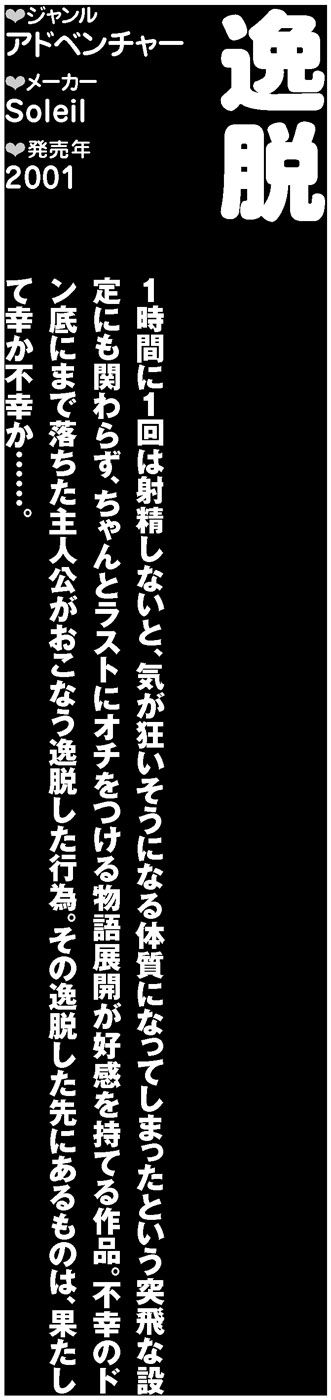 逸脱
❤ジャンル
アドベンチャー
❤メーカー
Soleil
❤発売年
2001
1時間に1回は射精しないと、気が狂いそうになる体質になってしまったという突飛な設
定にも関わらず、ちゃんとラストにオチをつける物語展開が好感を持てる作品。不幸のド
ン底にまで落ちた主人公がおこなう逸脱した行為。その逸脱した先にあるものは、果たし
て幸か不幸か……。